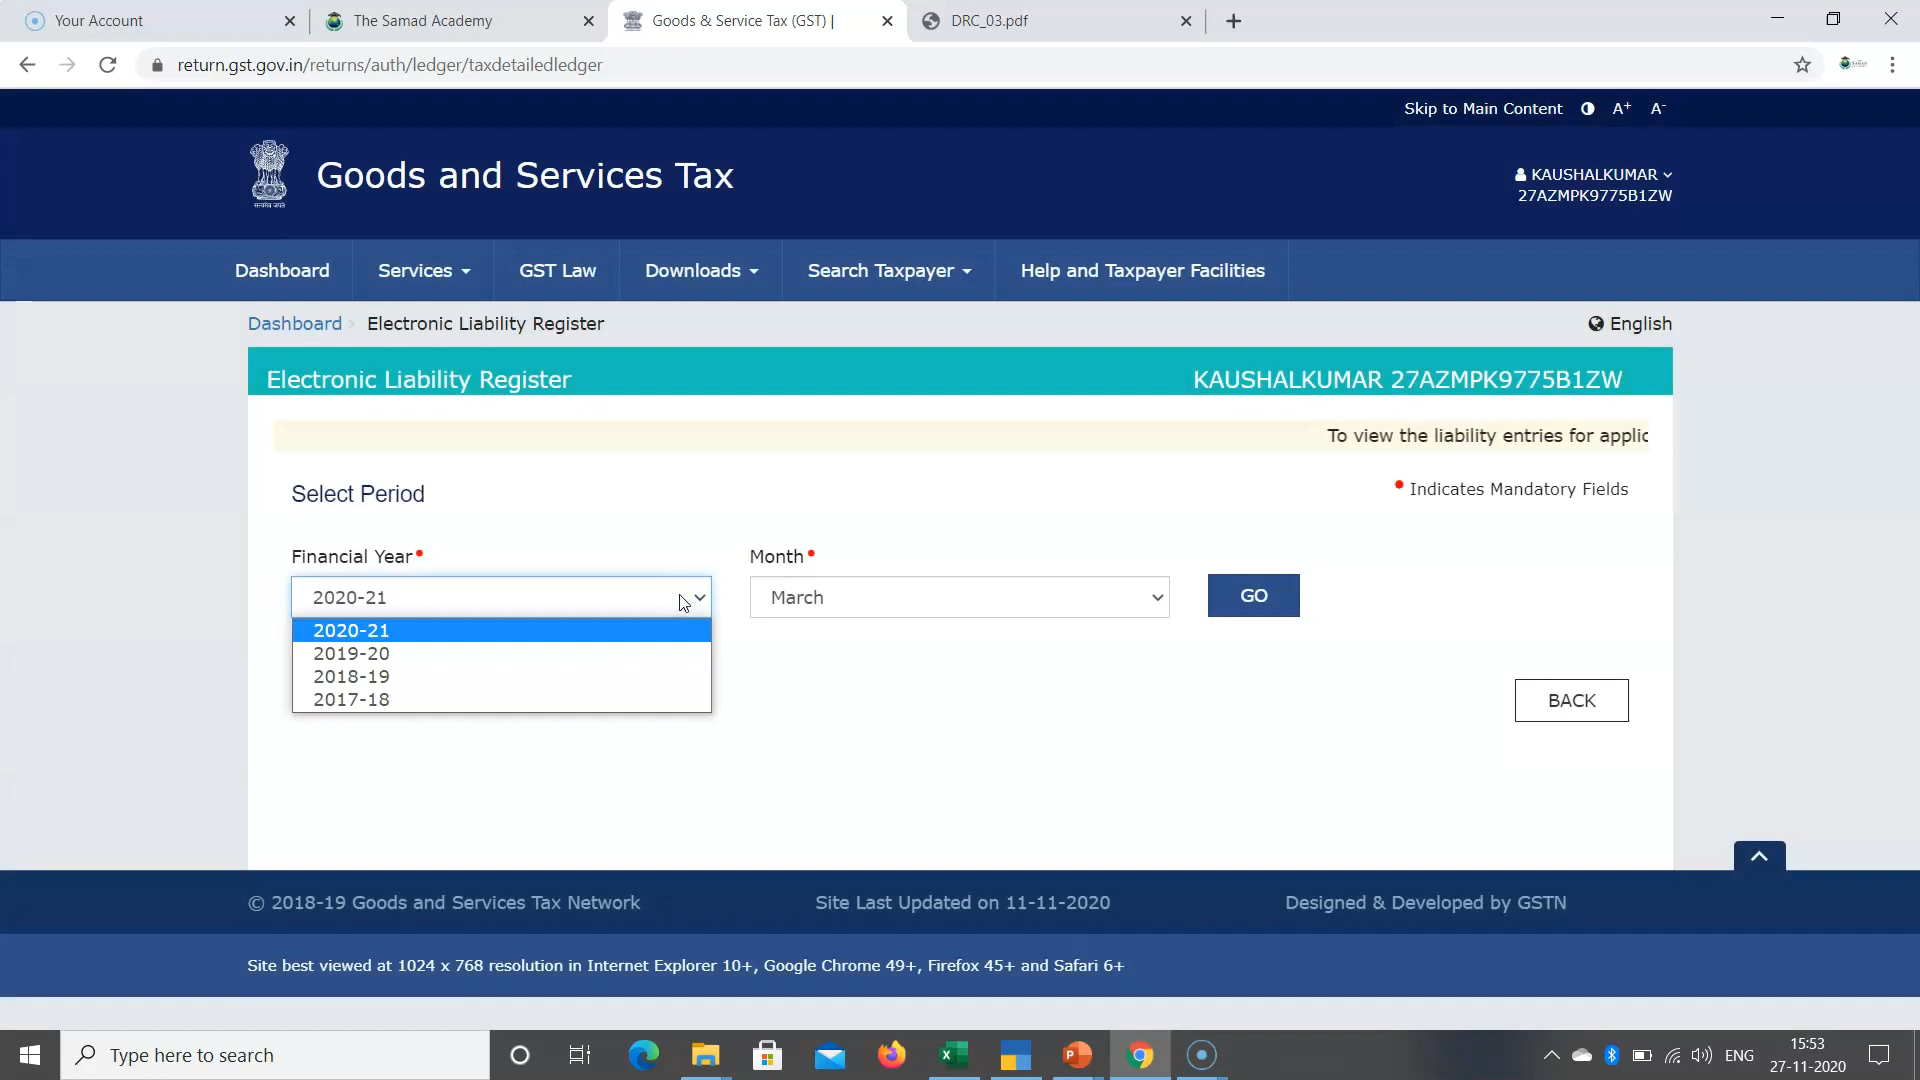 Your Account
The Samad Academy
Goods & Service Tax (GST) |
DRC_03.pdf
return.gst.gov.in/returns/auth/ledger/taxdetailedledger
Skip to Main Content A+ A-
Goods and Services Tax
सत्यमेव जयते
KAUSHALKUMAR
27AZMPK9775B1ZW
Dashboard Services GST Law Downloads Search Taxpayer Help and Taxpayer Facilities
Dashboard > Electronic Liability Register
English
Electronic Liability Register KAUSHALKUMAR 27AZMPK9775B1ZW
To view the liability entries for applic
Select Period
• Indicates Mandatory Fields
Financial Year•
Month•
2020-21
March
GO
2020-21
2019-20
2018-19
2017-18
BACK
© 2018-19 Goods and Services Tax Network
Site Last Updated on 11-11-2020
Designed & Developed by GSTN
Site best viewed at 1024 x 768 resolution in Internet Explorer 10+, Google Chrome 49+, Firefox 45+ and Safari 6+
Type here to search
ENG
15:53
27-11-2020